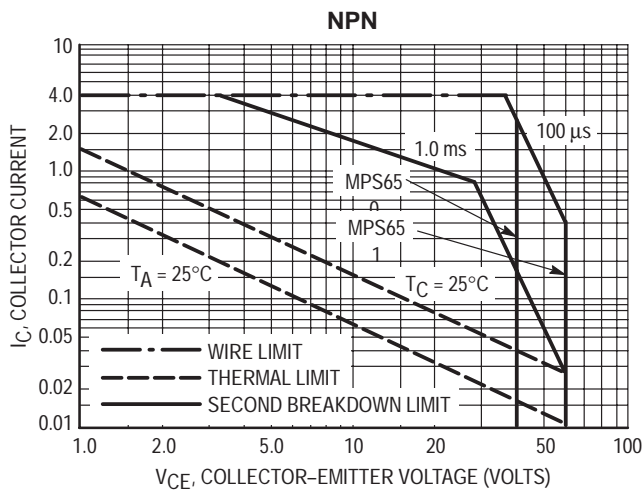 NPN
10
4.0
2.0
1.0
0.5
0.2
0.1
0.05
0.02
0.01
IC, COLLECTOR CURRENT
1.0 ms
100 µs
MPS65
0
MPS65
1
TA = 25°C
TC = 25°C
WIRE LIMIT
THERMAL LIMIT
SECOND BREAKDOWN LIMIT
1.0 2.0 5.0 10 20 50 100
VCE, COLLECTOR–EMITTER VOLTAGE (VOLTS)